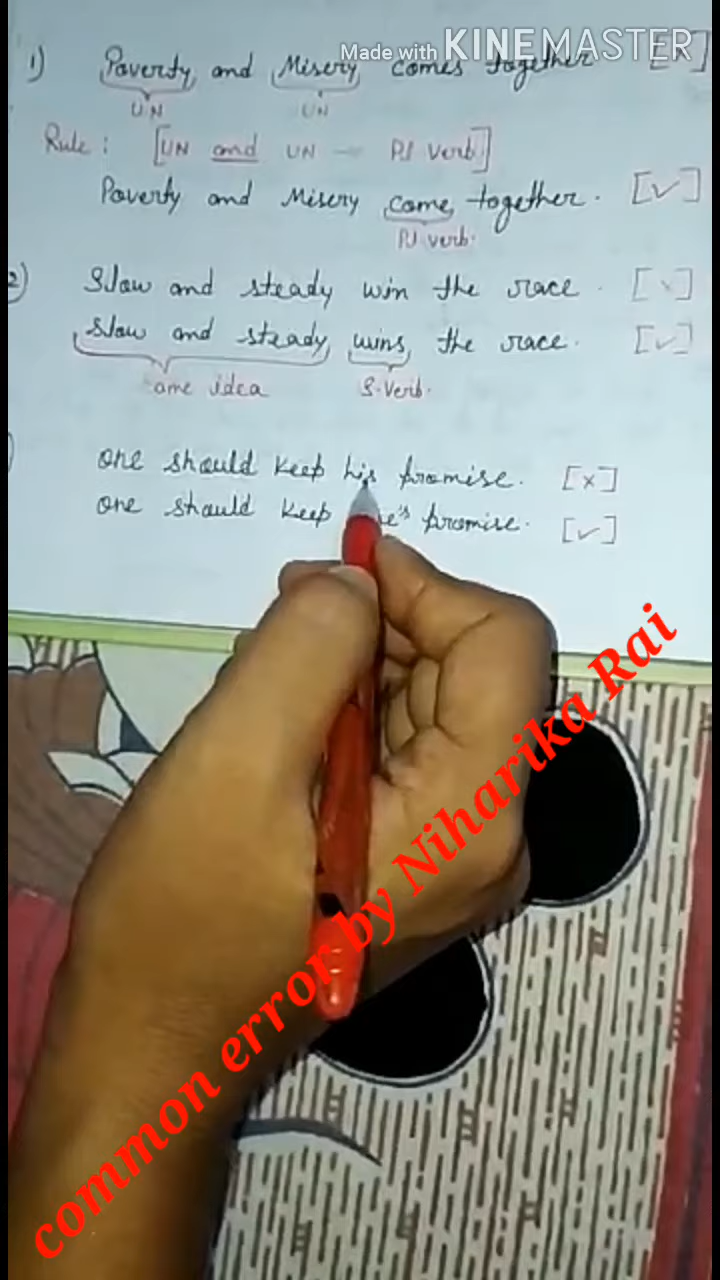 Made with KINEMASTER
1) Poverty and Misery comes together [ ]
UN UN
Rule : [UN and UN — Pl verb]
Poverty and Misery come together. [✓]
Pl verb.
2) Slow and steady win the race. [x]
Slow and steady wins the race. [✓]
one idea S.Verb.
one should keep his promise. [x]
one should keep promise. [✓]
common error by Niharika Rai